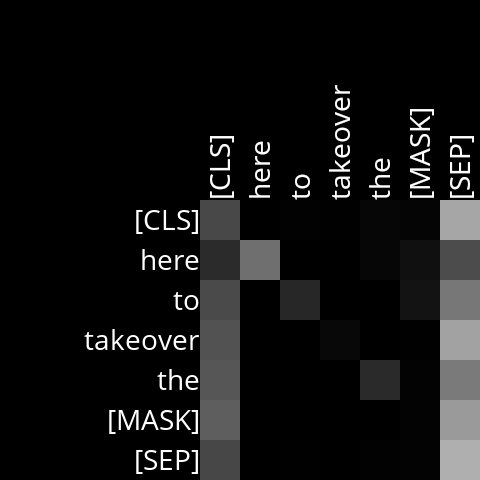 [CLS]
here
to
takeover
the
[MASK]
[SEP]
[CLS]
here
to
takeover
the
[MASK]
[SEP]